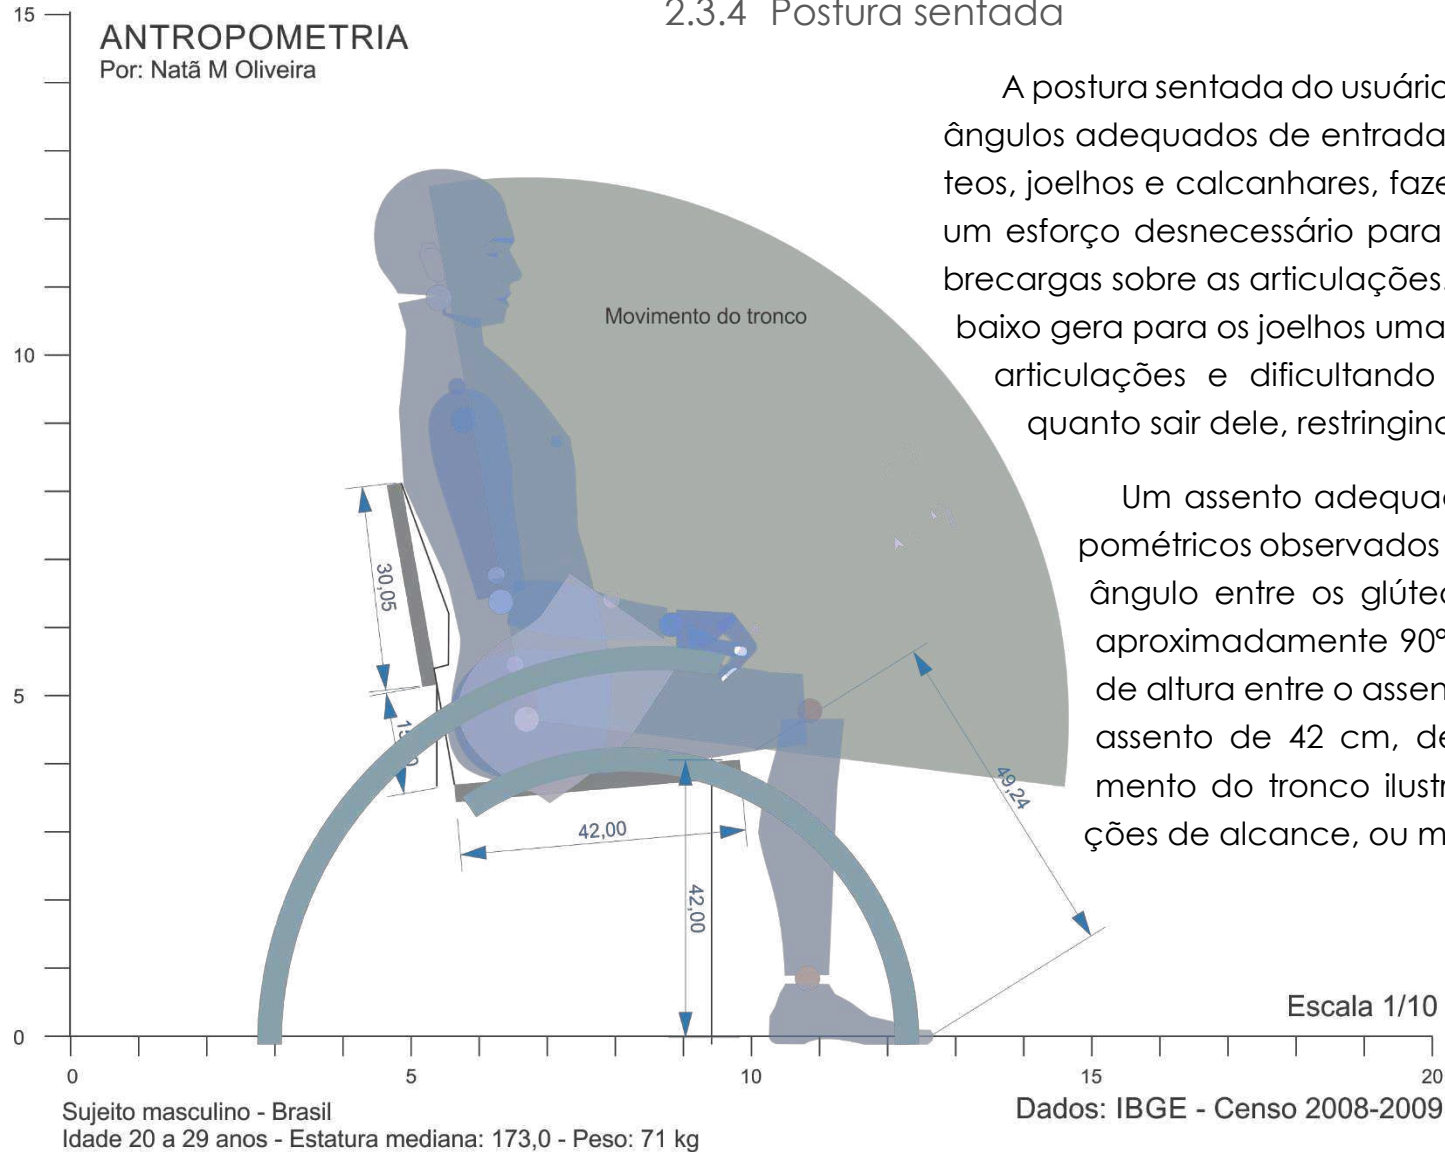 2.3.4 Postura sentada
ANTROPOMETRIA
Por: Natã M Oliveira
A postura sentada do usuário
ângulos adequados de entrada
teos, joelhos e calcanhares, faze
um esforço desnecessário para
brecargas sobre as articulações.
baixo gera para os joelhos uma
articulações e dificultando
quanto sair dele, restringind
Um assento adequad
pométricos observados
ângulo entre os glúteo
aproximadamente 90º
de altura entre o assen
assento de 42 cm, de
mento do tronco ilustr
ções de alcance, ou m
Movimento do tronco
30,05
42,00
42,00
49,24
15
10
5
0
0
5
10
15
20
Escala 1/10
Sujeito masculino - Brasil
Idade 20 a 29 anos - Estatura mediana: 173,0 - Peso: 71 kg
Dados: IBGE - Censo 2008-2009